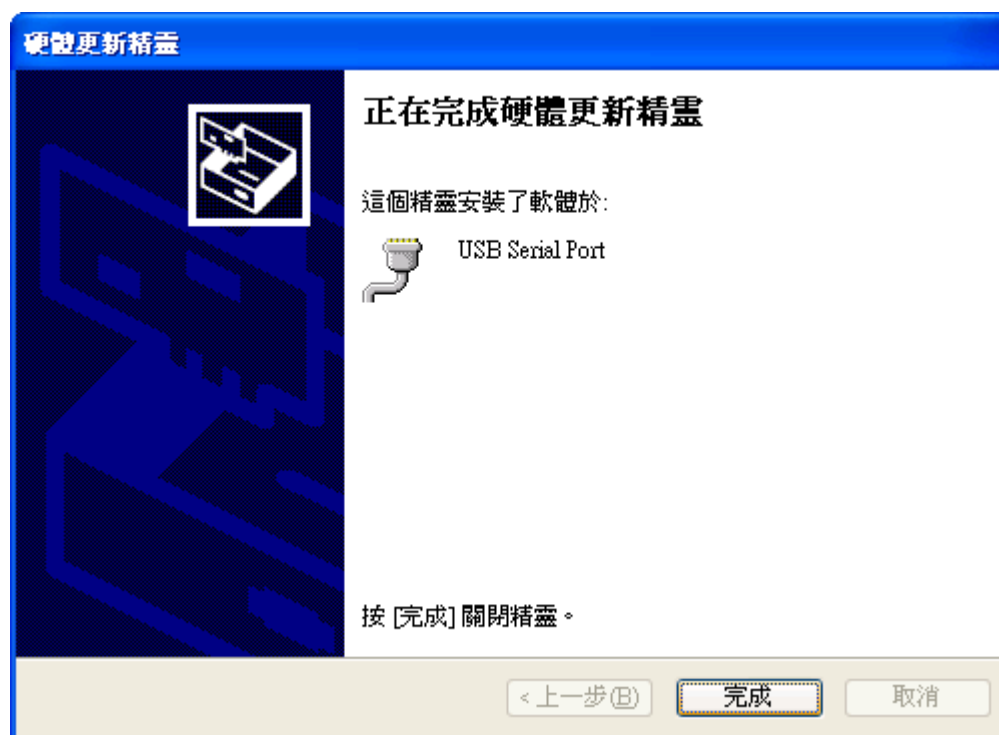 硬體更新精靈
正在完成硬體更新精靈
這個精靈安裝了軟體於:
USB Serial Port
按 [完成] 關閉精靈。
< 上一步(B)
完成
取消